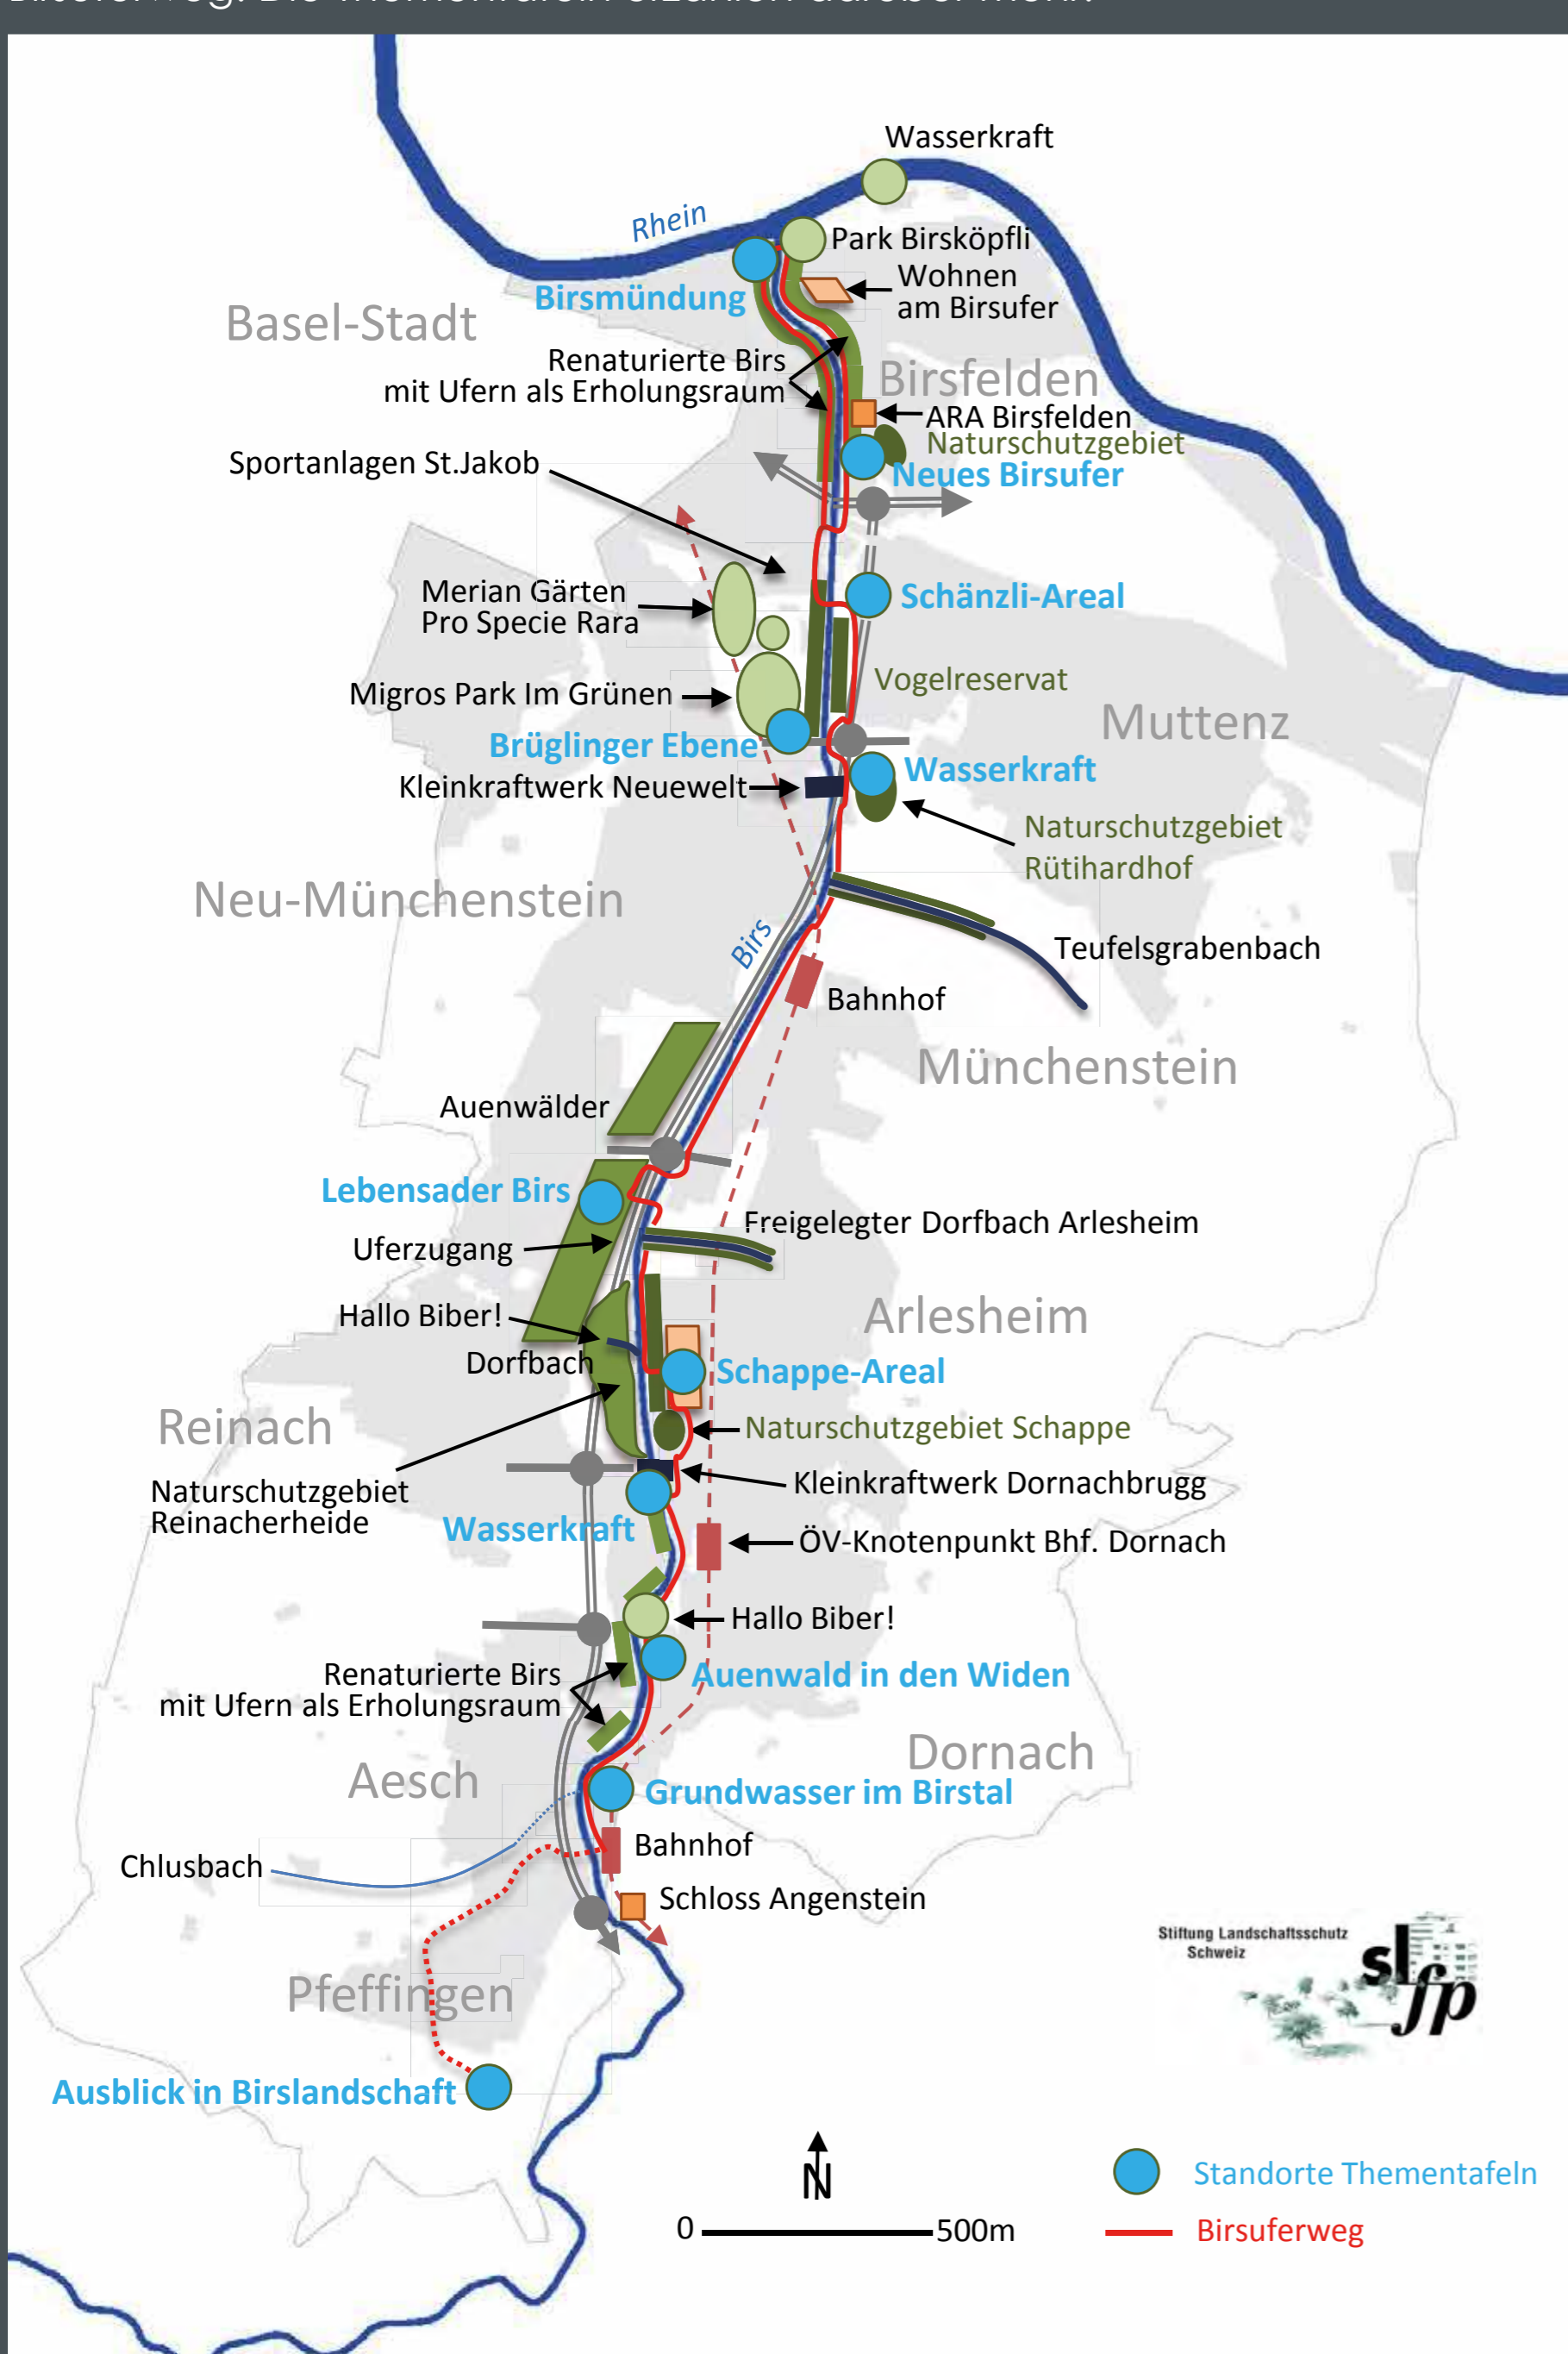 Wasserkraft
Rhein
Park Birsköpfli
Wohnen
am Birsufer
Birsmündung
Basel-Stadt
Renaturierte Birs
mit Ufern als Erholungsraum
Birsfelden
ARA Birsfelden
Naturschutzgebiet
Sportanlagen St.Jakob
Neues Birsufer
Merian Gärten
Pro Specie Rara
Schänzli-Areal
Vogelreservat
Migros Park Im Grünen
Muttenz
Brüglinger Ebene
Wasserkraft
Kleinkraftwerk Neuewelt
Naturschutzgebiet
Rütihardhof
Neu-Münchenstein
Birs
Teufelsgrabenbach
Bahnhof
Münchenstein
Auenwälder
Lebensader Birs
Freigelegter Dorfbach Arlesheim
Uferzugang
Hallo Biber!
Arlesheim
Dorfbach
Schappe-Areal
Reinach
Naturschutzgebiet Schappe
Naturschutzgebiet
Reinacherheide
Kleinkraftwerk Dornachbrugg
Wasserkraft
ÖV-Knotenpunkt Bhf. Dornach
Hallo Biber!
Renaturierte Birs
mit Ufern als Erholungsraum
Auenwald in den Widen
Dornach
Aesch
Grundwasser im Birstal
Bahnhof
Chlusbach
Schloss Angenstein
Stiftung Landschaftsschutz
Schweiz
sl
fp
Pfeffingen
Ausblick in Birslandschaft
N
Standorte Thementafeln
0 500m
Birsuferweg